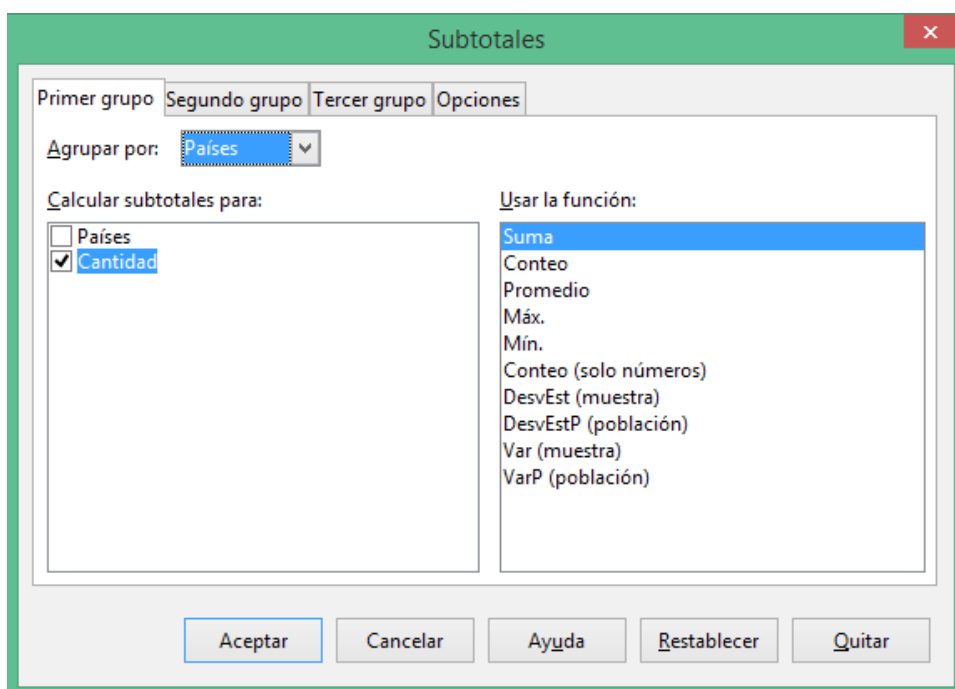 Subtotales
Primer grupo Segundo grupo Tercer grupo Opciones
Agrupar por: Países
Calcular subtotales para:
Países
Cantidad
Usar la función:
Suma
Conteo
Promedio
Máx.
Mín.
Conteo (solo números)
DesvEst (muestra)
DesvEstP (población)
Var (muestra)
VarP (población)
Aceptar Cancelar Ayuda Restablecer Quitar